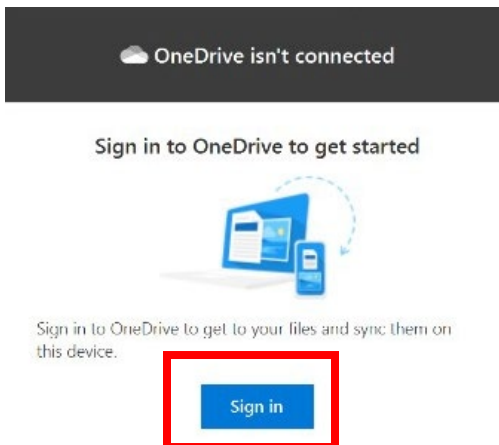 OneDrive isn't connected
Sign in to OneDrive to get started
Sign in to OneDrive to get to your files and sync them on
this device.
Sign in